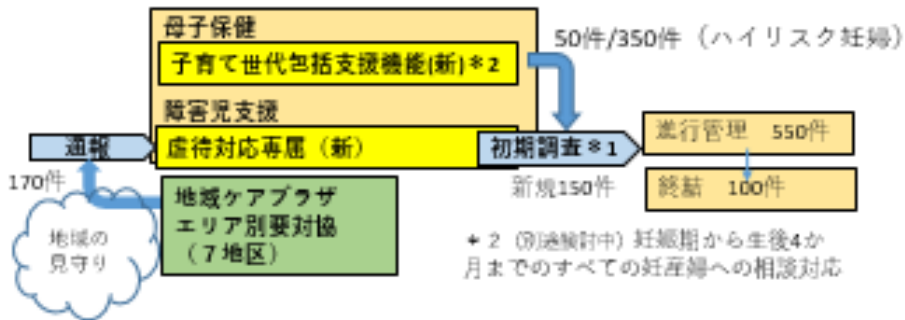 母子保健
子育て世代包括支援機能(新)＊2
50件/350件（ハイリスク妊婦）
障害児支援
通報
虐待対応専属（新）
初期調査＊1
進行管理 550件
170件
新規150件
終結 100件
地域ケアプラザ
エリア別要対協
（７地区）
地域の
見守り
＊２（別途検討中）妊娠期から生後4か
月までのすべての妊産婦への相談対応